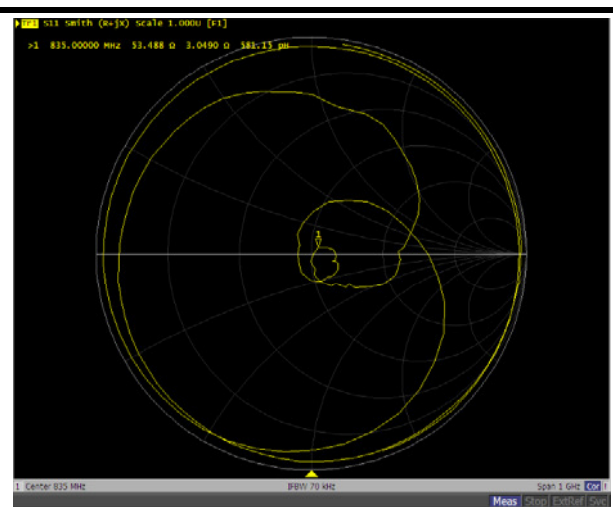 Tr1 S11 Smith (R+jX) Scale 1.000U [F1]
>1 835.00000 MHz 53.488 Ω 3.0490 Ω 581.15 pH
1
1 Center 835 MHz IFBW 70 kHz Span 1 GHz Cor !
Meas Stop ExtRef Svc